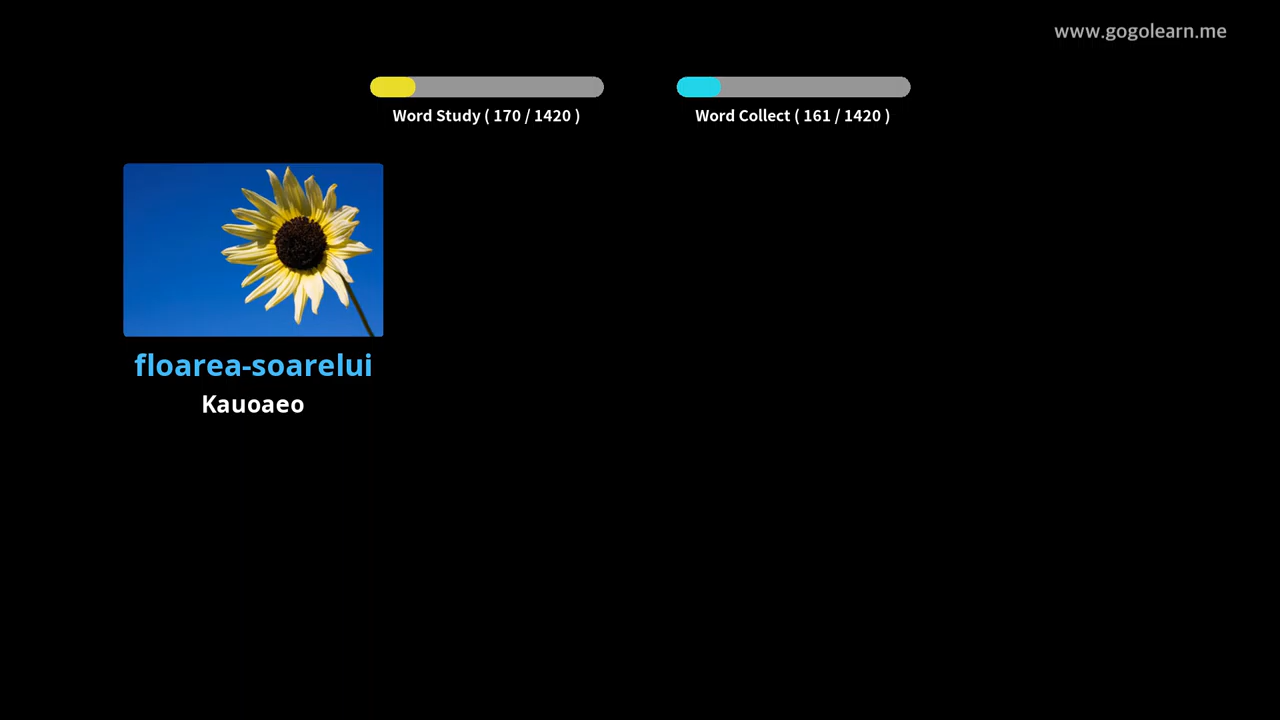 www.gogolearn.me
Word Study ( 170 / 1420 )
Word Collect ( 161 / 1420 )
floarea-soarelui
Kauoaeo